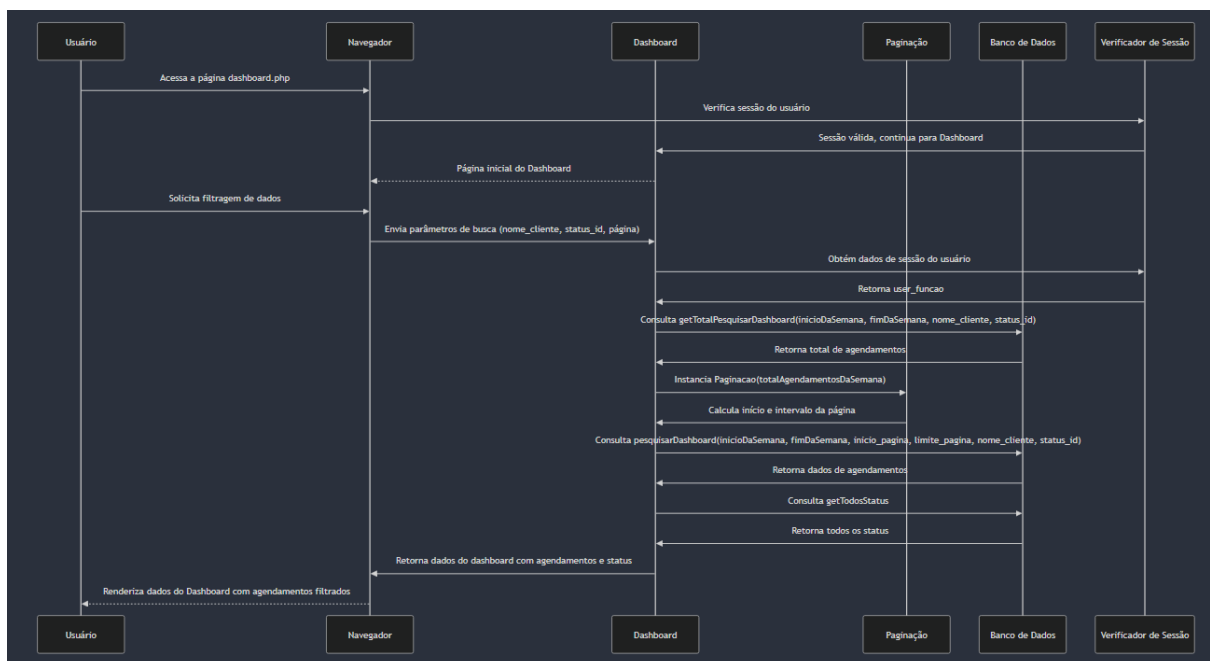 Usuário
Navegador
Dashboard
Paginação
Banco de Dados
Verificador de Sessão
Acessa a página dashboard.php
Verifica sessão do usuário
Sessão válida, continua para Dashboard
Página inicial do Dashboard
Solicita filtragem de dados
Envia parâmetros de busca (nome_cliente, status_id, página)
Obtém dados de sessão do usuário
Retorna user_funcao
Consulta getTotalPesquisarDashboard(inicioDaSemana, fimDaSemana, nome_cliente, status_id)
Retorna total de agendamentos
Instancia Paginacao(totalAgendamentosDaSemana)
Calcula início e intervalo da página
Consulta pesquisarDashboard(inicioDaSemana, fimDaSemana, inicio_pagina, limite_pagina, nome_cliente, status_id)
Retorna dados de agendamentos
Consulta getTodosStatus
Retorna todos os status
Retorna dados do dashboard com agendamentos e status
Renderiza dados do Dashboard com agendamentos filtrados
Usuário
Navegador
Dashboard
Paginação
Banco de Dados
Verificador de Sessão